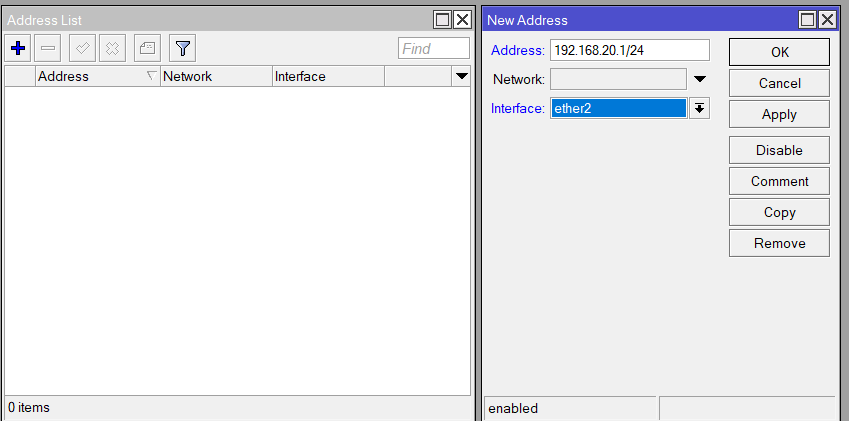 Address List
Find
Address
Network
Interface
0 items
New Address
Address: 192.168.20.1/24
Network:
Interface: ether2
OK
Cancel
Apply
Disable
Comment
Copy
Remove
enabled